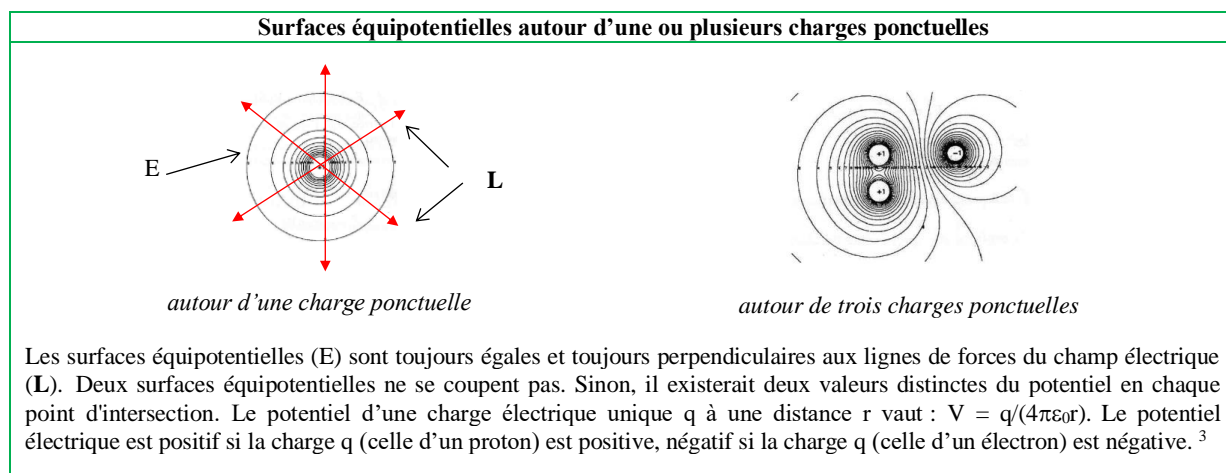 Surfaces équipotentielles autour d'une ou plusieurs charges ponctuelles
E
L
+1
-1
+1
autour d'une charge ponctuelle
autour de trois charges ponctuelles
Les surfaces équipotentielles (E) sont toujours égales et toujours perpendiculaires aux lignes de forces du champ électrique
(L). Deux surfaces équipotentielles ne se coupent pas. Sinon, il existerait deux valeurs distinctes du potentiel en chaque
point d'intersection. Le potentiel d'une charge électrique unique q à une distance r vaut : V = q/(4πε₀r). Le potentiel
électrique est positif si la charge q (celle d'un proton) est positive, négatif si la charge q (celle d'un électron) est négative. ³